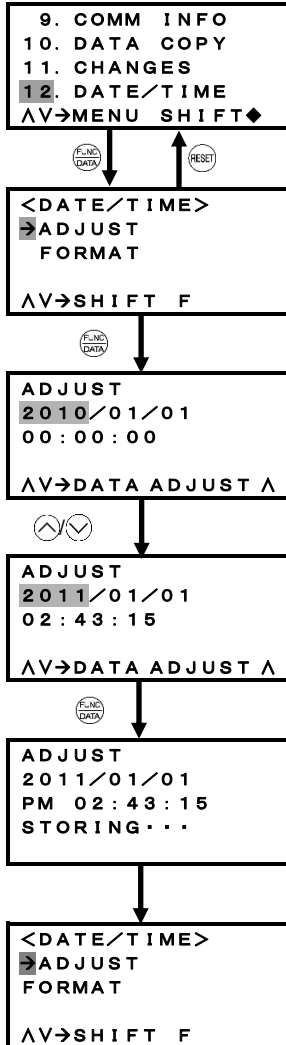 9. COMM INFO
10. DATA COPY
11. CHANGES
12. DATE/TIME
∧∨→MENU SHIFT◆
FUNC
DATA
RESET
<DATE/TIME>
→ADJUST
FORMAT
∧∨→SHIFT F
FUNC
DATA
ADJUST
2010/01/01
00:00:00
∧∨→DATA ADJUST ∧
∧/∨
ADJUST
2011/01/01
02:43:15
∧∨→DATA ADJUST ∧
FUNC
DATA
ADJUST
2011/01/01
PM 02:43:15
STORING･･･
<DATE/TIME>
→ADJUST
FORMAT
∧∨→SHIFT F